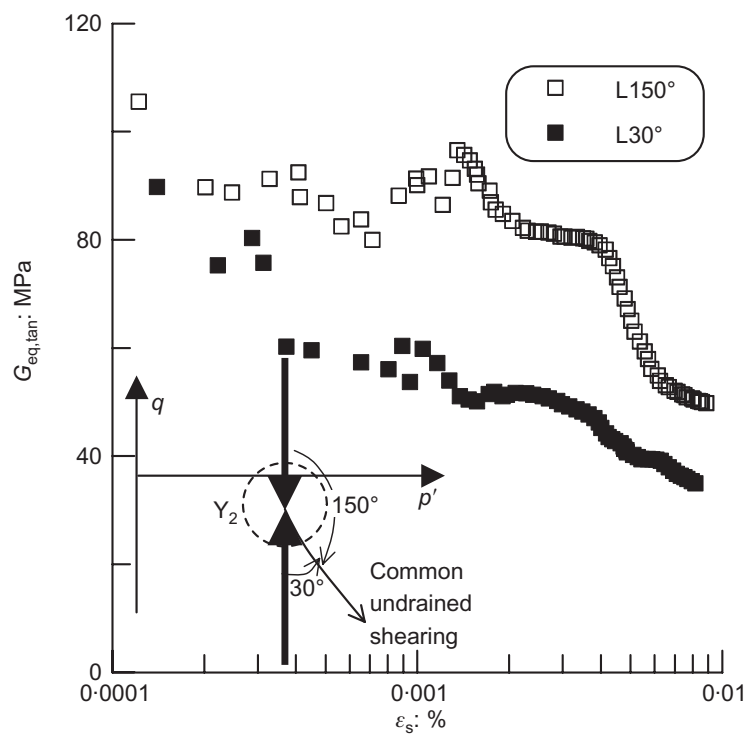 120
80
40
0
G_eq,tan: MPa
L150°
L30°
q
p′
Y₂
150°
30°
Common
undrained
shearing
0·0001
0·001
0·01
εₛ: %